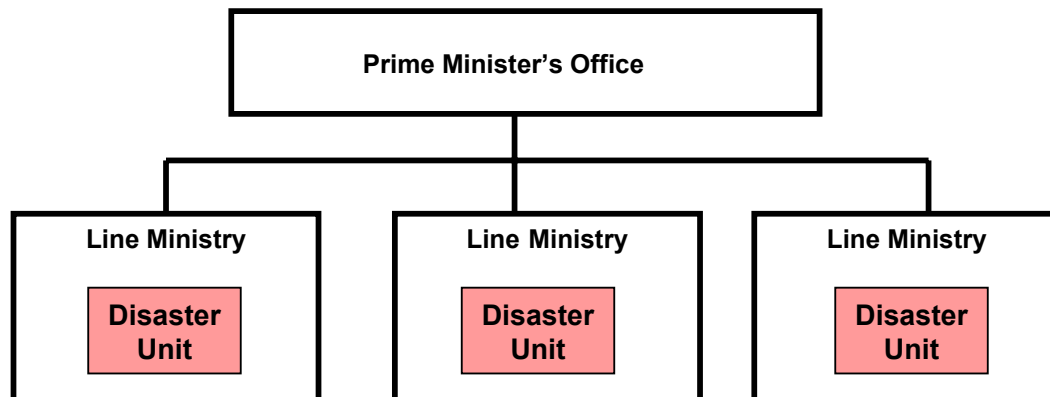 Prime Minister’s Office
Line Ministry
Disaster
Unit
Line Ministry
Disaster
Unit
Line Ministry
Disaster
Unit